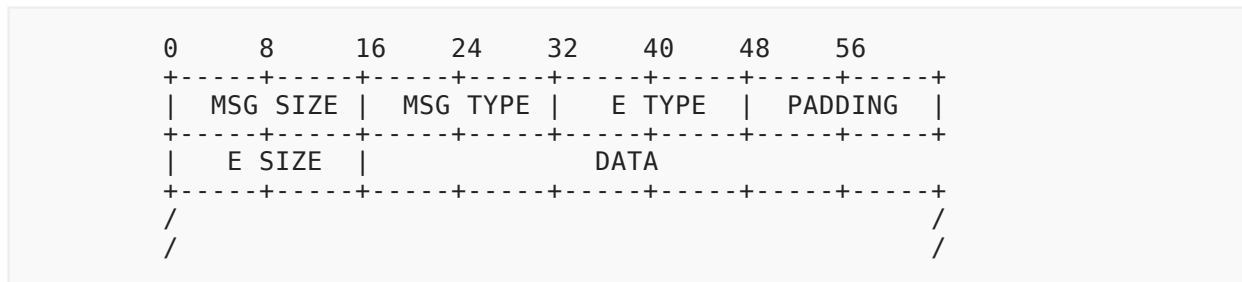 0     8     16    24    32    40    48    56
+-----+-----+-----+-----+-----+-----+-----+-----+
|  MSG SIZE |  MSG TYPE |   E TYPE  |  PADDING  |
+-----+-----+-----+-----+-----+-----+-----+-----+
|   E SIZE  |              DATA
+-----+-----+-----+-----+-----+-----+-----+-----+
/                                               /
/                                               /